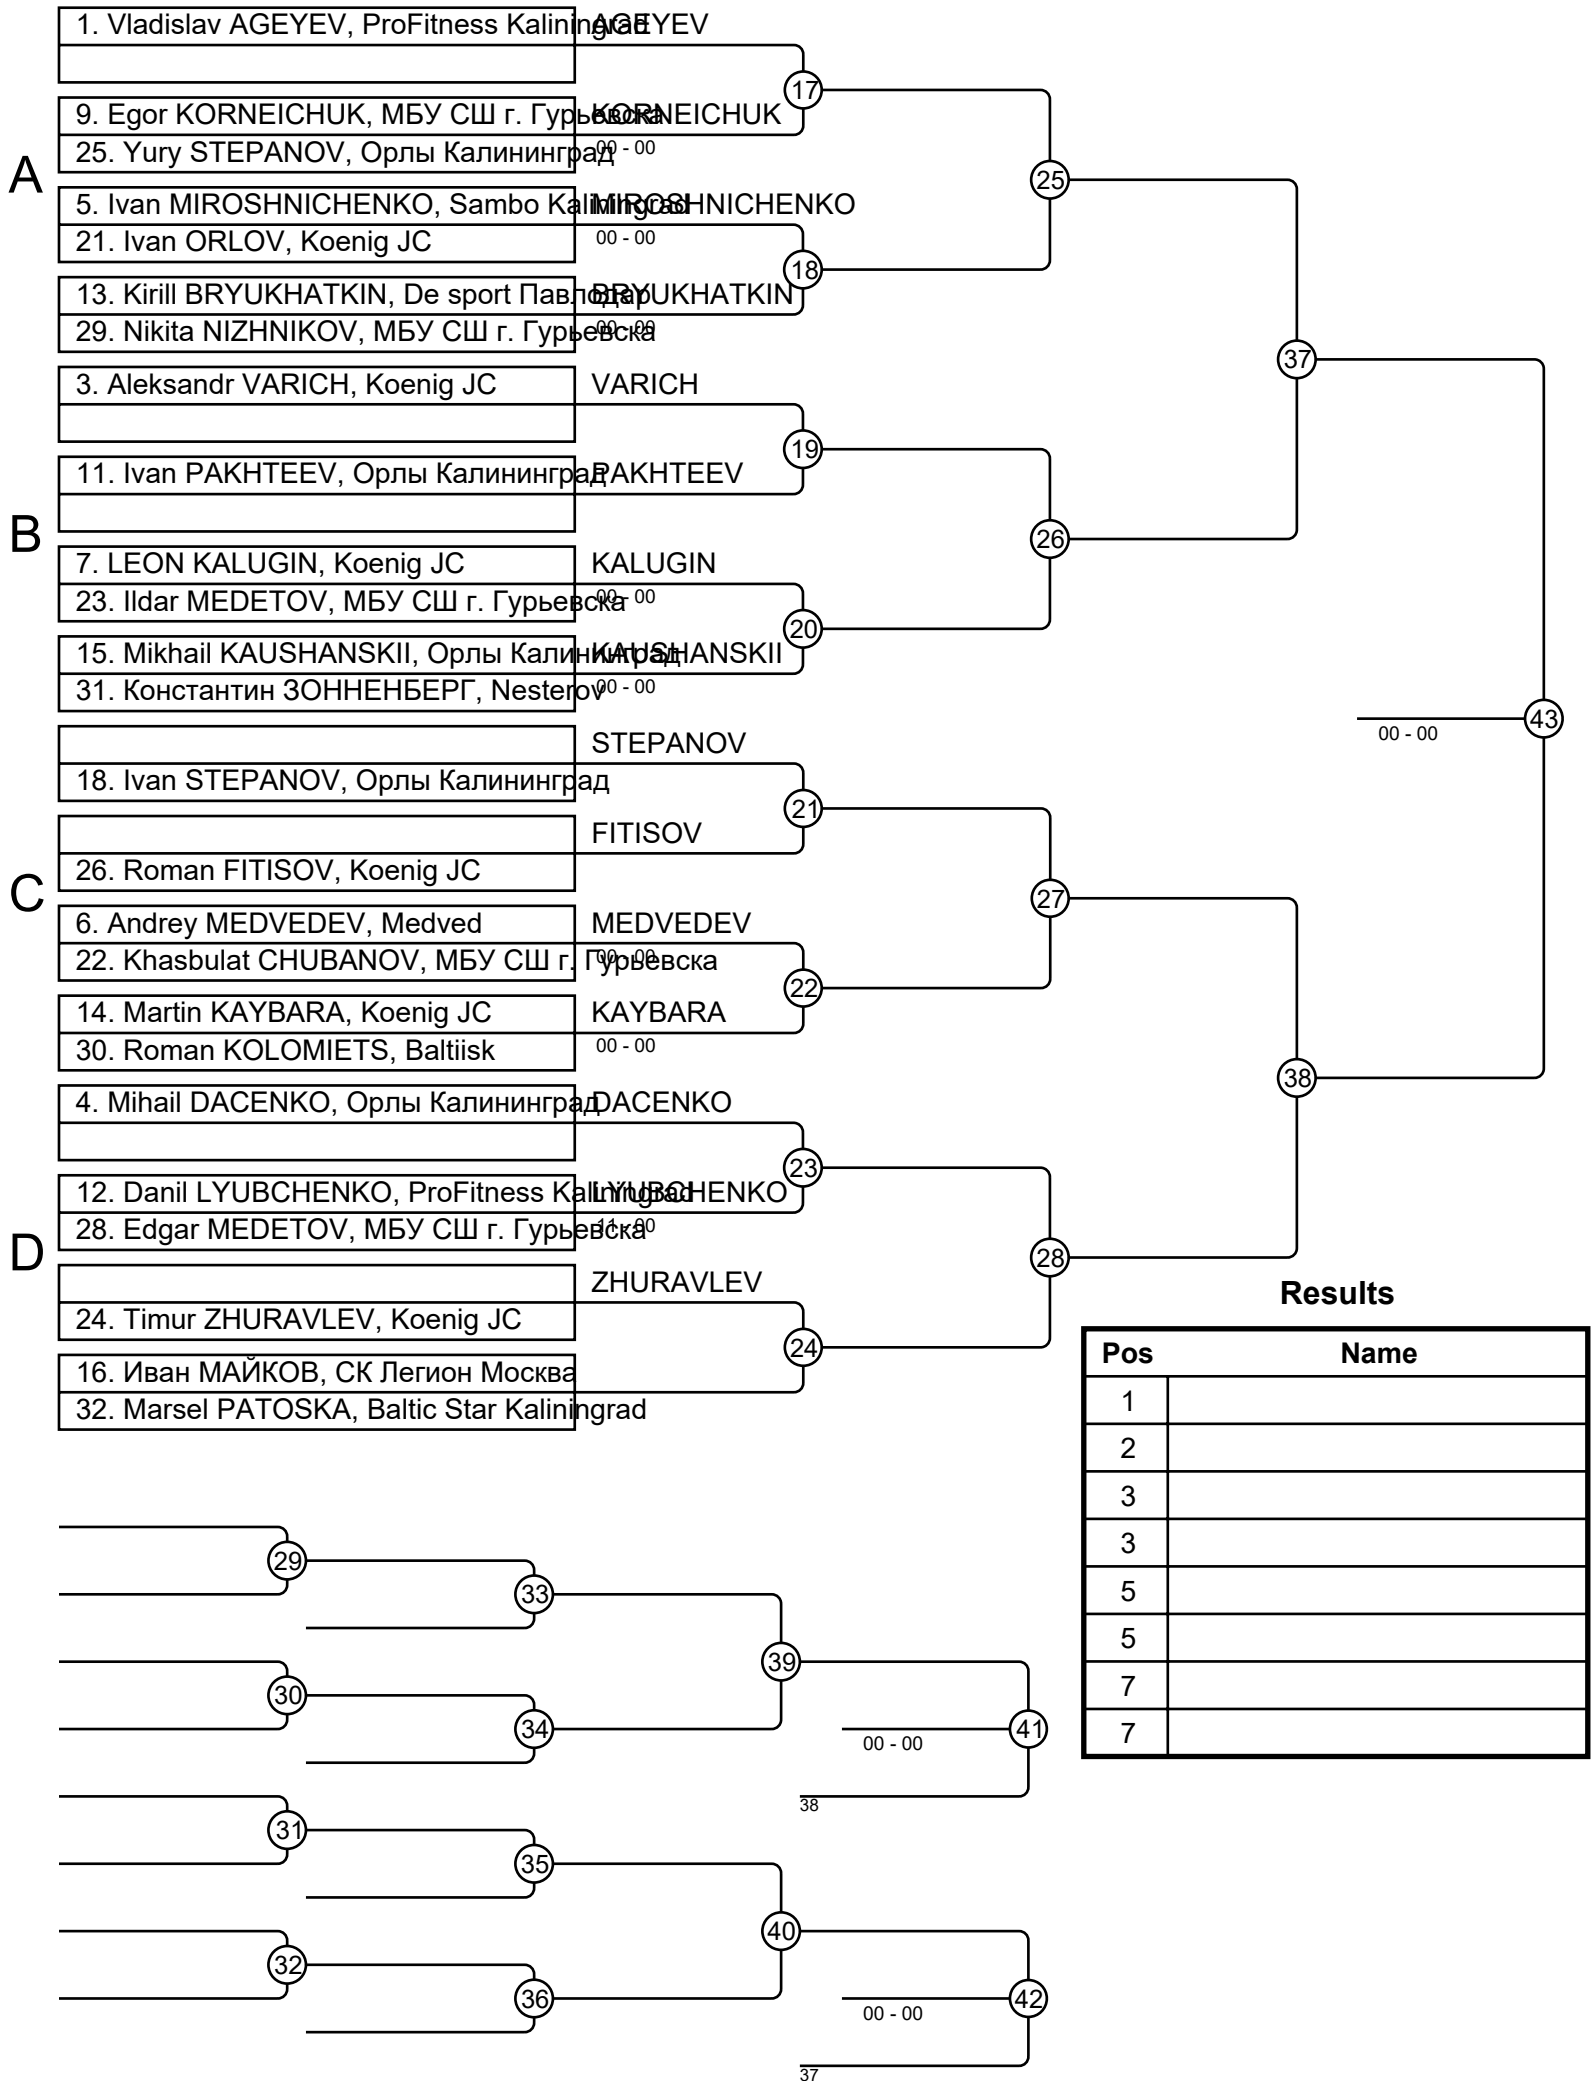 1. Vladislav AGEYEV, ProFitness Kaliningrad
AGEYEV
17
9. Egor KORNEICHUK, МБУ СШ г. Гурьевска
KORNEICHUK
25. Yury STEPANOV, Орлы Калининград
00 - 00
A
25
5. Ivan MIROSHNICHENKO, Sambo Kaliningrad
MIROSHNICHENKO
21. Ivan ORLOV, Koenig JC
00 - 00
18
13. Kirill BRYUKHATKIN, De sport Павлодар
BRYUKHATKIN
29. Nikita NIZHNIKOV, МБУ СШ г. Гурьевска
00 - 00
37
3. Aleksandr VARICH, Koenig JC
VARICH
19
11. Ivan PAKHTEEV, Орлы Калининград
PAKHTEEV
B
26
7. LEON KALUGIN, Koenig JC
KALUGIN
23. Ildar MEDETOV, МБУ СШ г. Гурьевска
00 - 00
20
15. Mikhail KAUSHANSKII, Орлы Калининград
KAUSHANSKII
31. Константин ЗОННЕНБЕРГ, Nesterov
00 - 00
43
00 - 00
STEPANOV
18. Ivan STEPANOV, Орлы Калининград
21
FITISOV
26. Roman FITISOV, Koenig JC
C
27
6. Andrey MEDVEDEV, Medved
MEDVEDEV
22. Khasbulat CHUBANOV, МБУ СШ г. Гурьевска
00 - 00
22
14. Martin KAYBARA, Koenig JC
KAYBARA
30. Roman KOLOMIETS, Baltiisk
00 - 00
38
4. Mihail DACENKO, Орлы Калининград
DACENKO
23
12. Danil LYUBCHENKO, ProFitness Kaliningrad
LYUBCHENKO
28. Edgar MEDETOV, МБУ СШ г. Гурьевска
11 - 00
D
28
ZHURAVLEV
24. Timur ZHURAVLEV, Koenig JC
24
16. Иван МАЙКОВ, СК Легион Москва
32. Marsel PATOSKA, Baltic Star Kaliningrad
Results
Pos Name
1
2
3
3
5
5
7
7
29
33
39
30
34
41
00 - 00
38
31
35
40
32
36
42
00 - 00
37